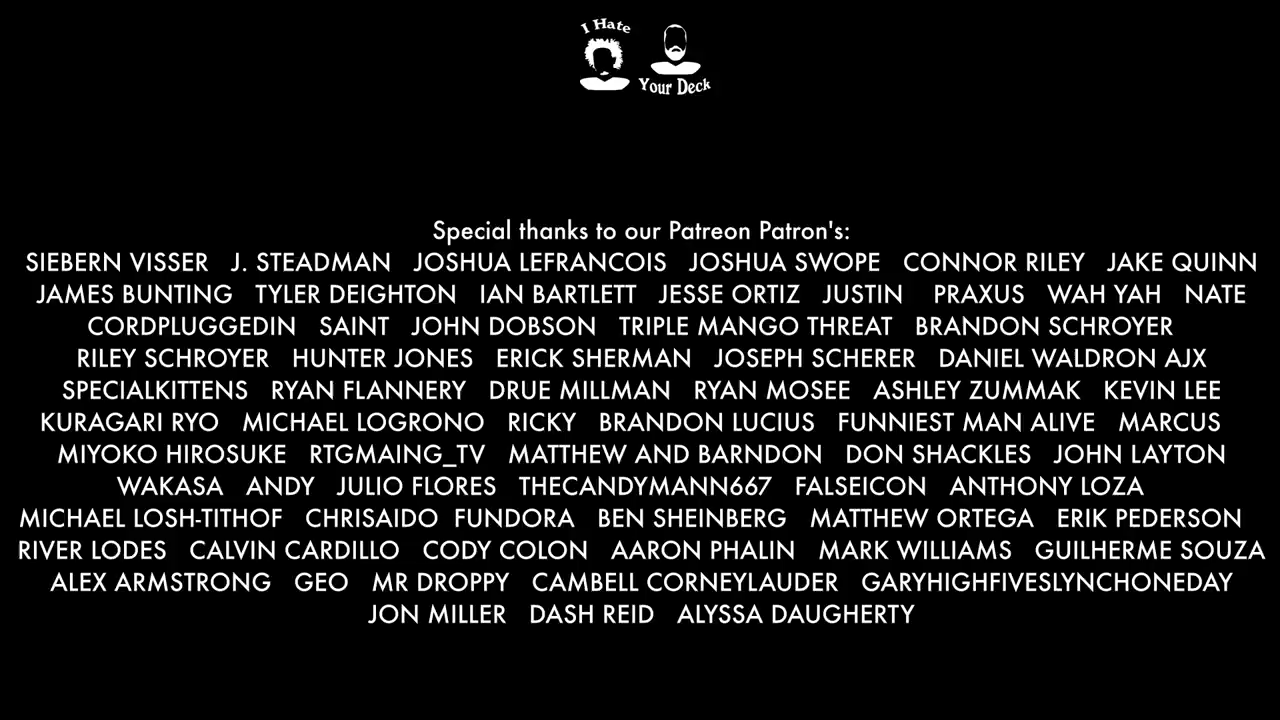 I Hate
Your Deck
Special thanks to our Patreon Patron's:
SIEBERN VISSER J. STEADMAN JOSHUA LEFRANCOIS JOSHUA SWOPE CONNOR RILEY JAKE QUINN
JAMES BUNTING TYLER DEIGHTON IAN BARTLETT JESSE ORTIZ JUSTIN PRAXUS WAH YAH NATE
CORDPLUGGEDIN SAINT JOHN DOBSON TRIPLE MANGO THREAT BRANDON SCHROYER
RILEY SCHROYER HUNTER JONES ERICK SHERMAN JOSEPH SCHERER DANIEL WALDRON AJX
SPECIALKITTENS RYAN FLANNERY DRUE MILLMAN RYAN MOSEE ASHLEY ZUMMAK KEVIN LEE
KURAGARI RYO MICHAEL LOGRONO RICKY BRANDON LUCIUS FUNNIEST MAN ALIVE MARCUS
MIYOKO HIROSUKE RTGMAING_TV MATTHEW AND BARNDON DON SHACKLES JOHN LAYTON
WAKASA ANDY JULIO FLORES THECANDYMANN667 FALSEICON ANTHONY LOZA
MICHAEL LOSH-TITHOF CHRISAIDO FUNDORA BEN SHEINBERG MATTHEW ORTEGA ERIK PEDERSON
RIVER LODES CALVIN CARDILLO CODY COLON AARON PHALIN MARK WILLIAMS GUILHERME SOUZA
ALEX ARMSTRONG GEO MR DROPPY CAMBELL CORNEYLAUDER GARYHIGHFIVESLYNCHONEDAY
JON MILLER DASH REID ALYSSA DAUGHERTY